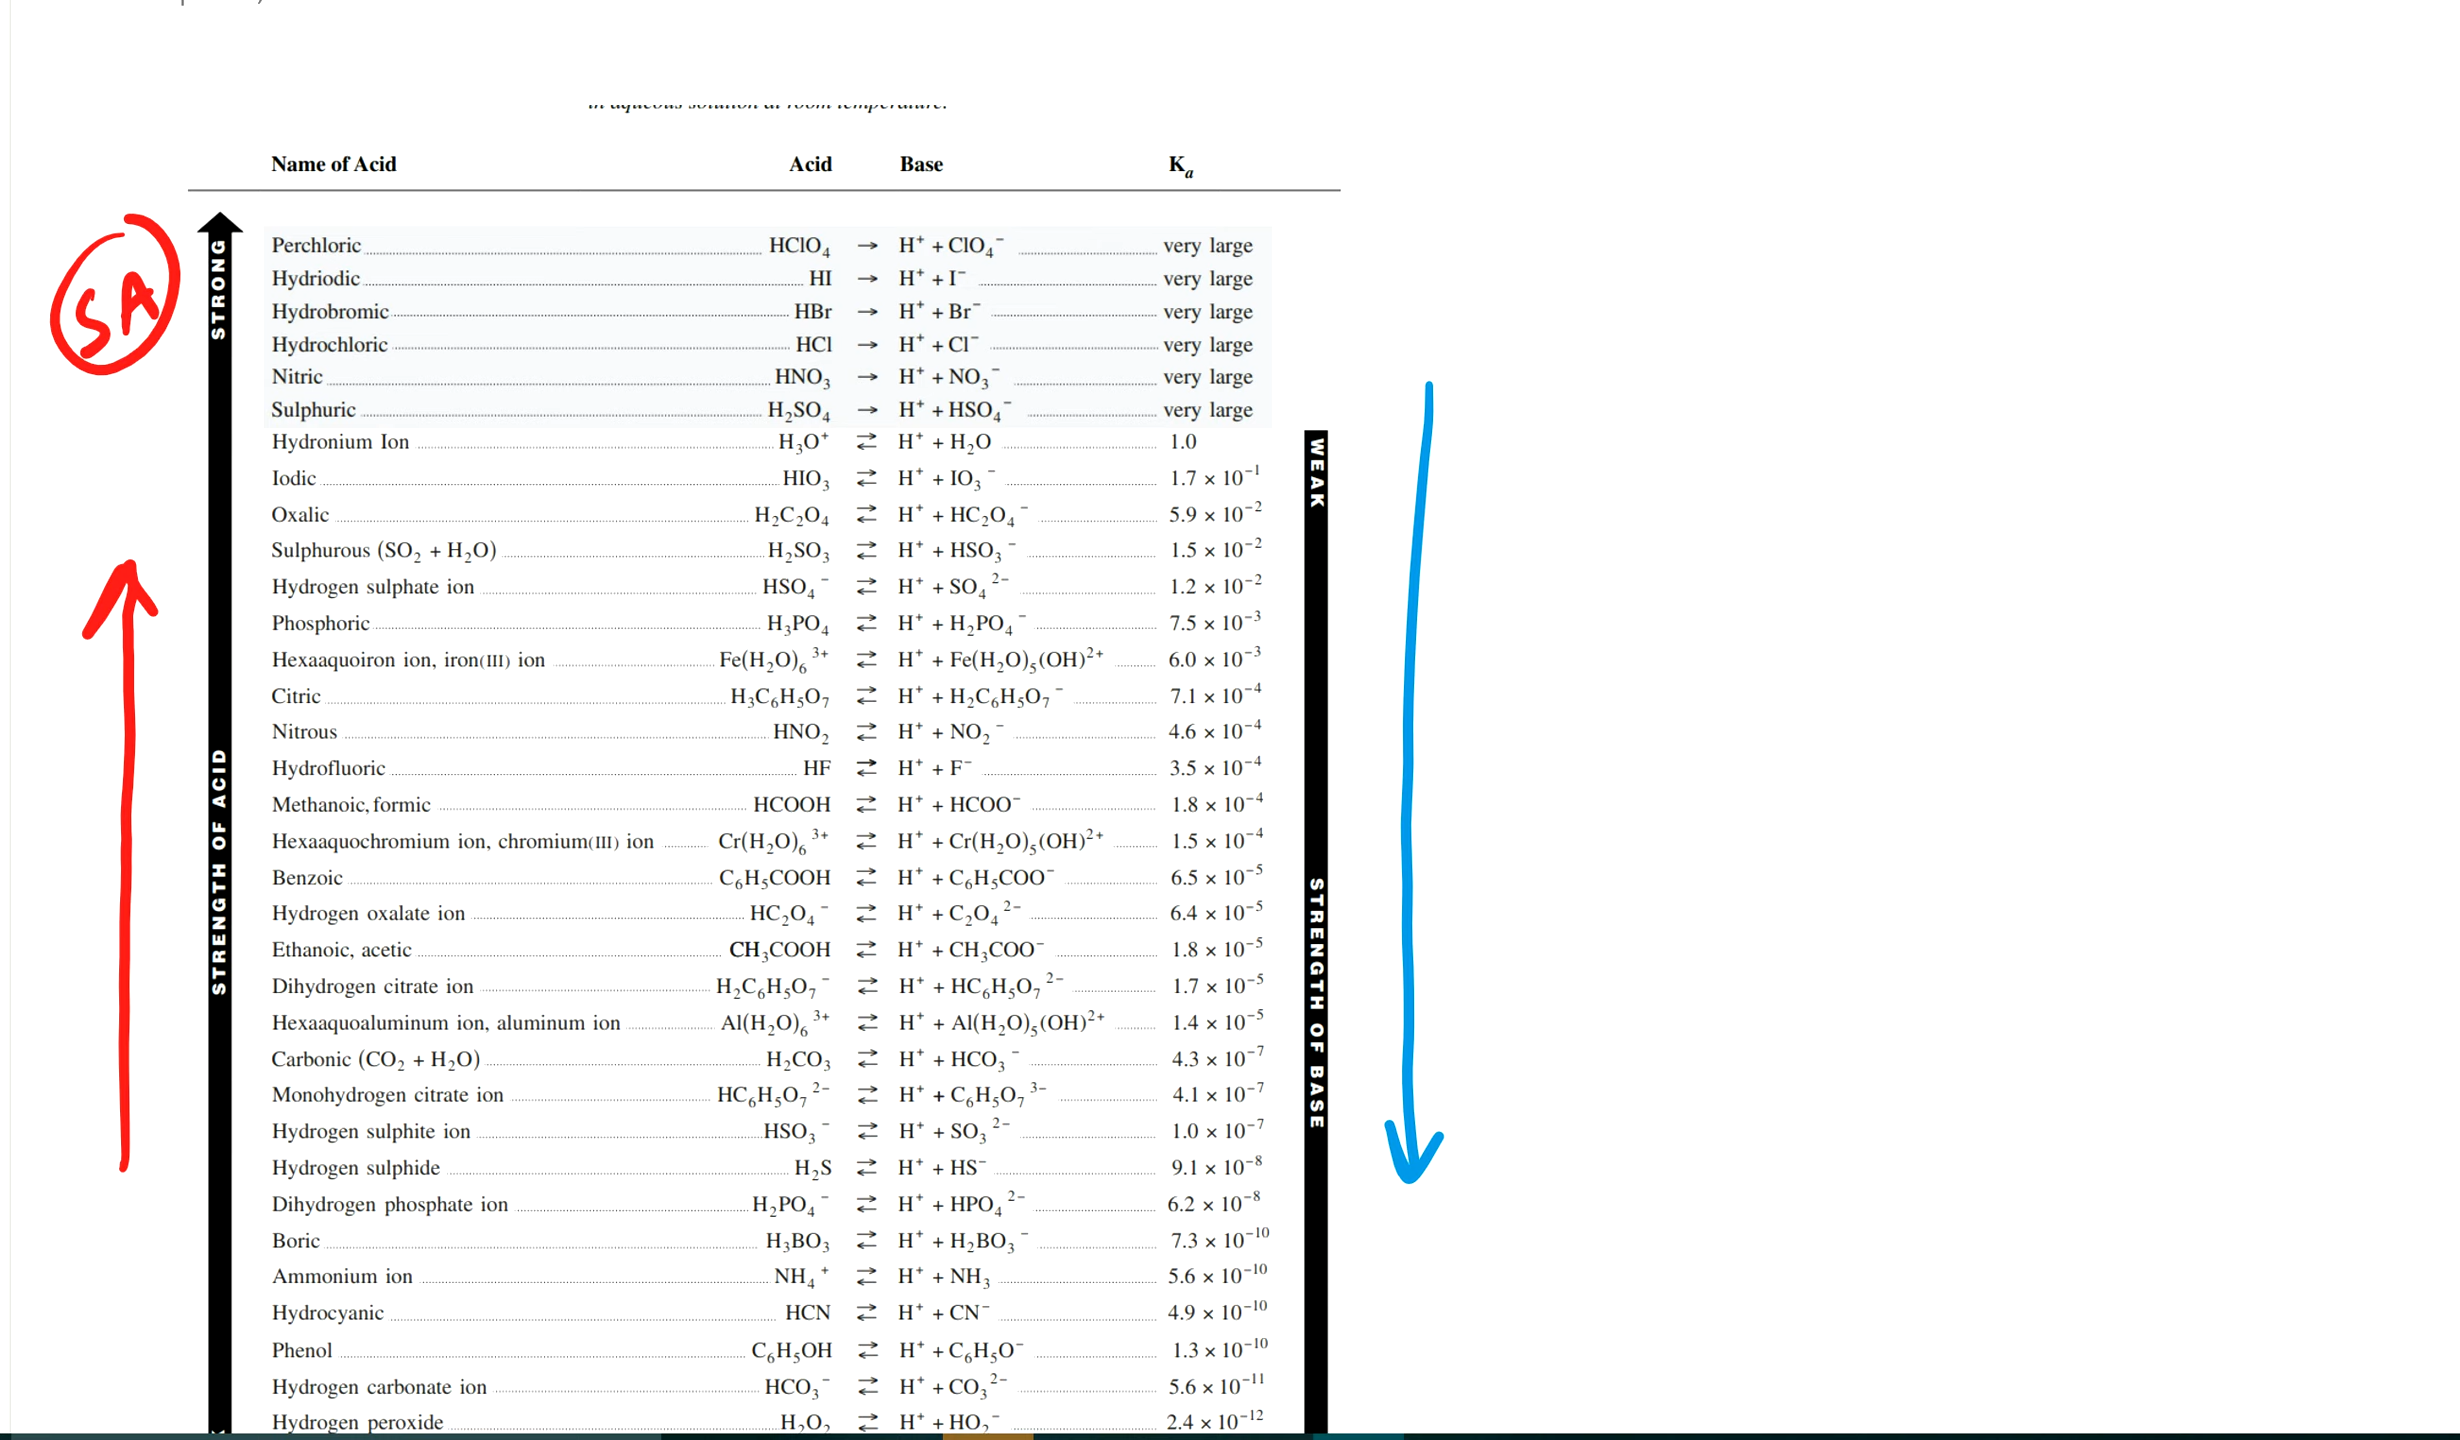 in aqueous solution at room temperature.
Name of Acid Acid Base Kₐ
SA
STRONG
STRENGTH OF ACID
Perchloric HClO₄ → H⁺ + ClO₄⁻ very large
Hydriodic HI → H⁺ + I⁻ very large
Hydrobromic HBr → H⁺ + Br⁻ very large
Hydrochloric HCl → H⁺ + Cl⁻ very large
Nitric HNO₃ → H⁺ + NO₃⁻ very large
Sulphuric H₂SO₄ → H⁺ + HSO₄⁻ very large
Hydronium Ion H₃O⁺ ⇄ H⁺ + H₂O 1.0
Iodic HIO₃ ⇄ H⁺ + IO₃⁻ 1.7 × 10⁻¹
Oxalic H₂C₂O₄ ⇄ H⁺ + HC₂O₄⁻ 5.9 × 10⁻²
Sulphurous (SO₂ + H₂O) H₂SO₃ ⇄ H⁺ + HSO₃⁻ 1.5 × 10⁻²
Hydrogen sulphate ion HSO₄⁻ ⇄ H⁺ + SO₄²⁻ 1.2 × 10⁻²
Phosphoric H₃PO₄ ⇄ H⁺ + H₂PO₄⁻ 7.5 × 10⁻³
Hexaaquoiron ion, iron(III) ion Fe(H₂O)₆³⁺ ⇄ H⁺ + Fe(H₂O)₅(OH)²⁺ 6.0 × 10⁻³
Citric H₃C₆H₅O₇ ⇄ H⁺ + H₂C₆H₅O₇⁻ 7.1 × 10⁻⁴
Nitrous HNO₂ ⇄ H⁺ + NO₂⁻ 4.6 × 10⁻⁴
Hydrofluoric HF ⇄ H⁺ + F⁻ 3.5 × 10⁻⁴
Methanoic, formic HCOOH ⇄ H⁺ + HCOO⁻ 1.8 × 10⁻⁴
Hexaaquochromium ion, chromium(III) ion Cr(H₂O)₆³⁺ ⇄ H⁺ + Cr(H₂O)₅(OH)²⁺ 1.5 × 10⁻⁴
Benzoic C₆H₅COOH ⇄ H⁺ + C₆H₅COO⁻ 6.5 × 10⁻⁵
Hydrogen oxalate ion HC₂O₄⁻ ⇄ H⁺ + C₂O₄²⁻ 6.4 × 10⁻⁵
Ethanoic, acetic CH₃COOH ⇄ H⁺ + CH₃COO⁻ 1.8 × 10⁻⁵
Dihydrogen citrate ion H₂C₆H₅O₇⁻ ⇄ H⁺ + HC₆H₅O₇²⁻ 1.7 × 10⁻⁵
Hexaaquoaluminum ion, aluminum ion Al(H₂O)₆³⁺ ⇄ H⁺ + Al(H₂O)₅(OH)²⁺ 1.4 × 10⁻⁵
Carbonic (CO₂ + H₂O) H₂CO₃ ⇄ H⁺ + HCO₃⁻ 4.3 × 10⁻⁷
Monohydrogen citrate ion HC₆H₅O₇²⁻ ⇄ H⁺ + C₆H₅O₇³⁻ 4.1 × 10⁻⁷
Hydrogen sulphite ion HSO₃⁻ ⇄ H⁺ + SO₃²⁻ 1.0 × 10⁻⁷
Hydrogen sulphide H₂S ⇄ H⁺ + HS⁻ 9.1 × 10⁻⁸
Dihydrogen phosphate ion H₂PO₄⁻ ⇄ H⁺ + HPO₄²⁻ 6.2 × 10⁻⁸
Boric H₃BO₃ ⇄ H⁺ + H₂BO₃⁻ 7.3 × 10⁻¹⁰
Ammonium ion NH₄⁺ ⇄ H⁺ + NH₃ 5.6 × 10⁻¹⁰
Hydrocyanic HCN ⇄ H⁺ + CN⁻ 4.9 × 10⁻¹⁰
Phenol C₆H₅OH ⇄ H⁺ + C₆H₅O⁻ 1.3 × 10⁻¹⁰
Hydrogen carbonate ion HCO₃⁻ ⇄ H⁺ + CO₃²⁻ 5.6 × 10⁻¹¹
Hydrogen peroxide H₂O₂ ⇄ H⁺ + HO₂⁻ 2.4 × 10⁻¹²
WEAK
STRENGTH OF BASE